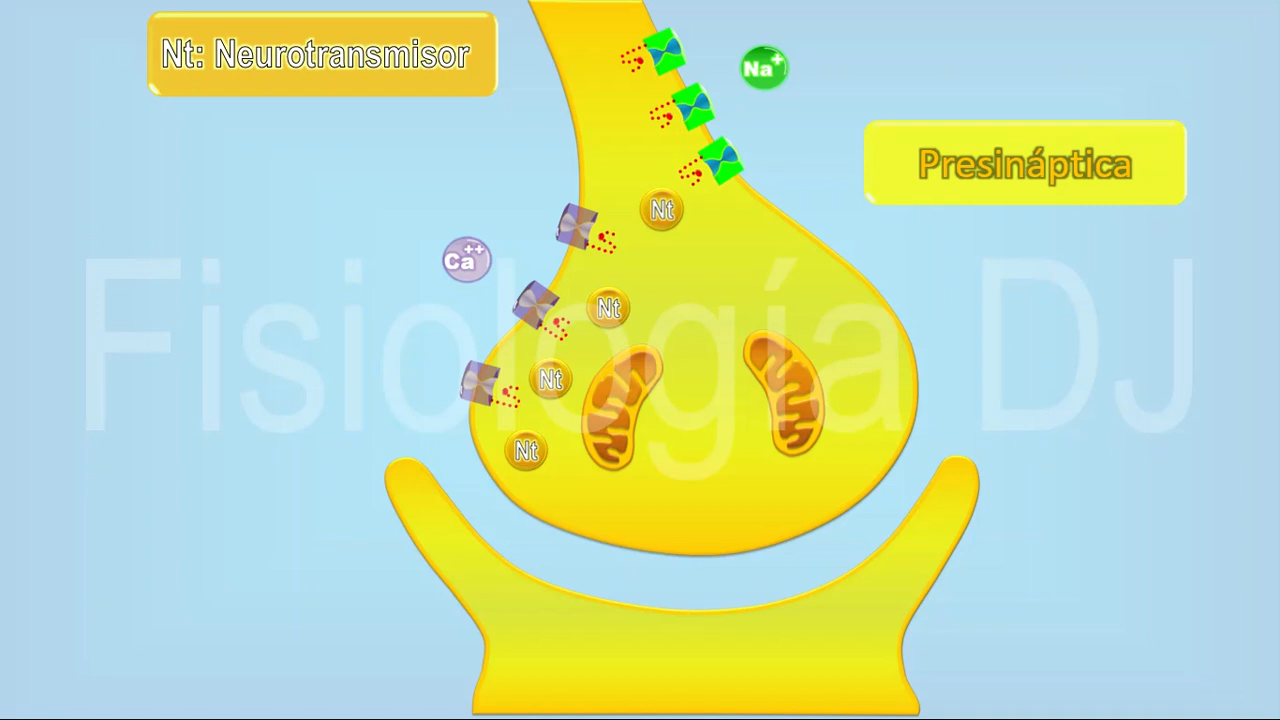 Nt: Neurotransmisor
Na+
Presináptica
Nt
Ca++
Nt
Nt
Nt
Fisiología DJ